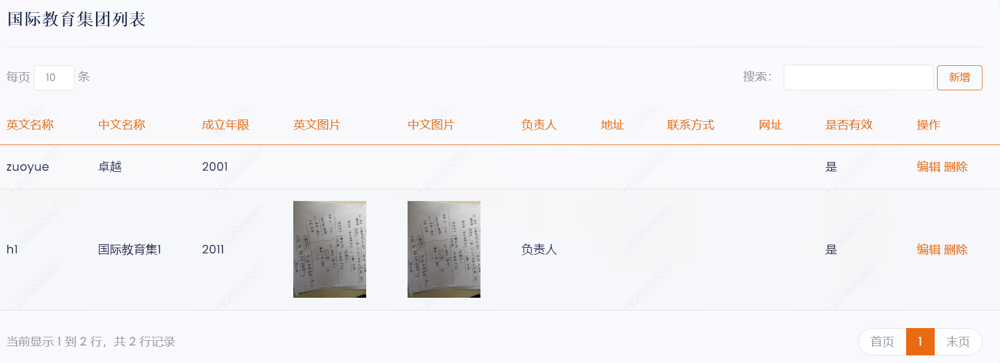 国际教育集团列表
每页 10 条 搜索： 新增
英文名称 中文名称 成立年限 英文图片 中文图片 负责人 地址 联系方式 网址 是否有效 操作
zuoyue 卓越 2001 是 编辑 删除
h1 国际教育集1 2011 负责人 是 编辑 删除
当前显示 1 到 2 行，共 2 行记录 首页 1 末页
13500000007